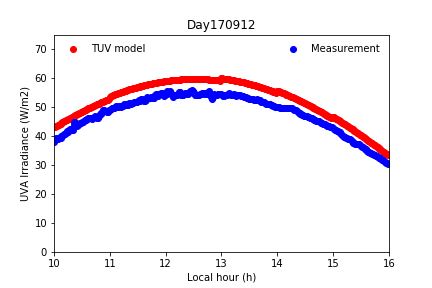 Day170912
TUV model
Measurement
UVA Irradiance (W/m2)
70
60
50
40
30
20
10
0
10 11 12 13 14 15 16
Local hour (h)